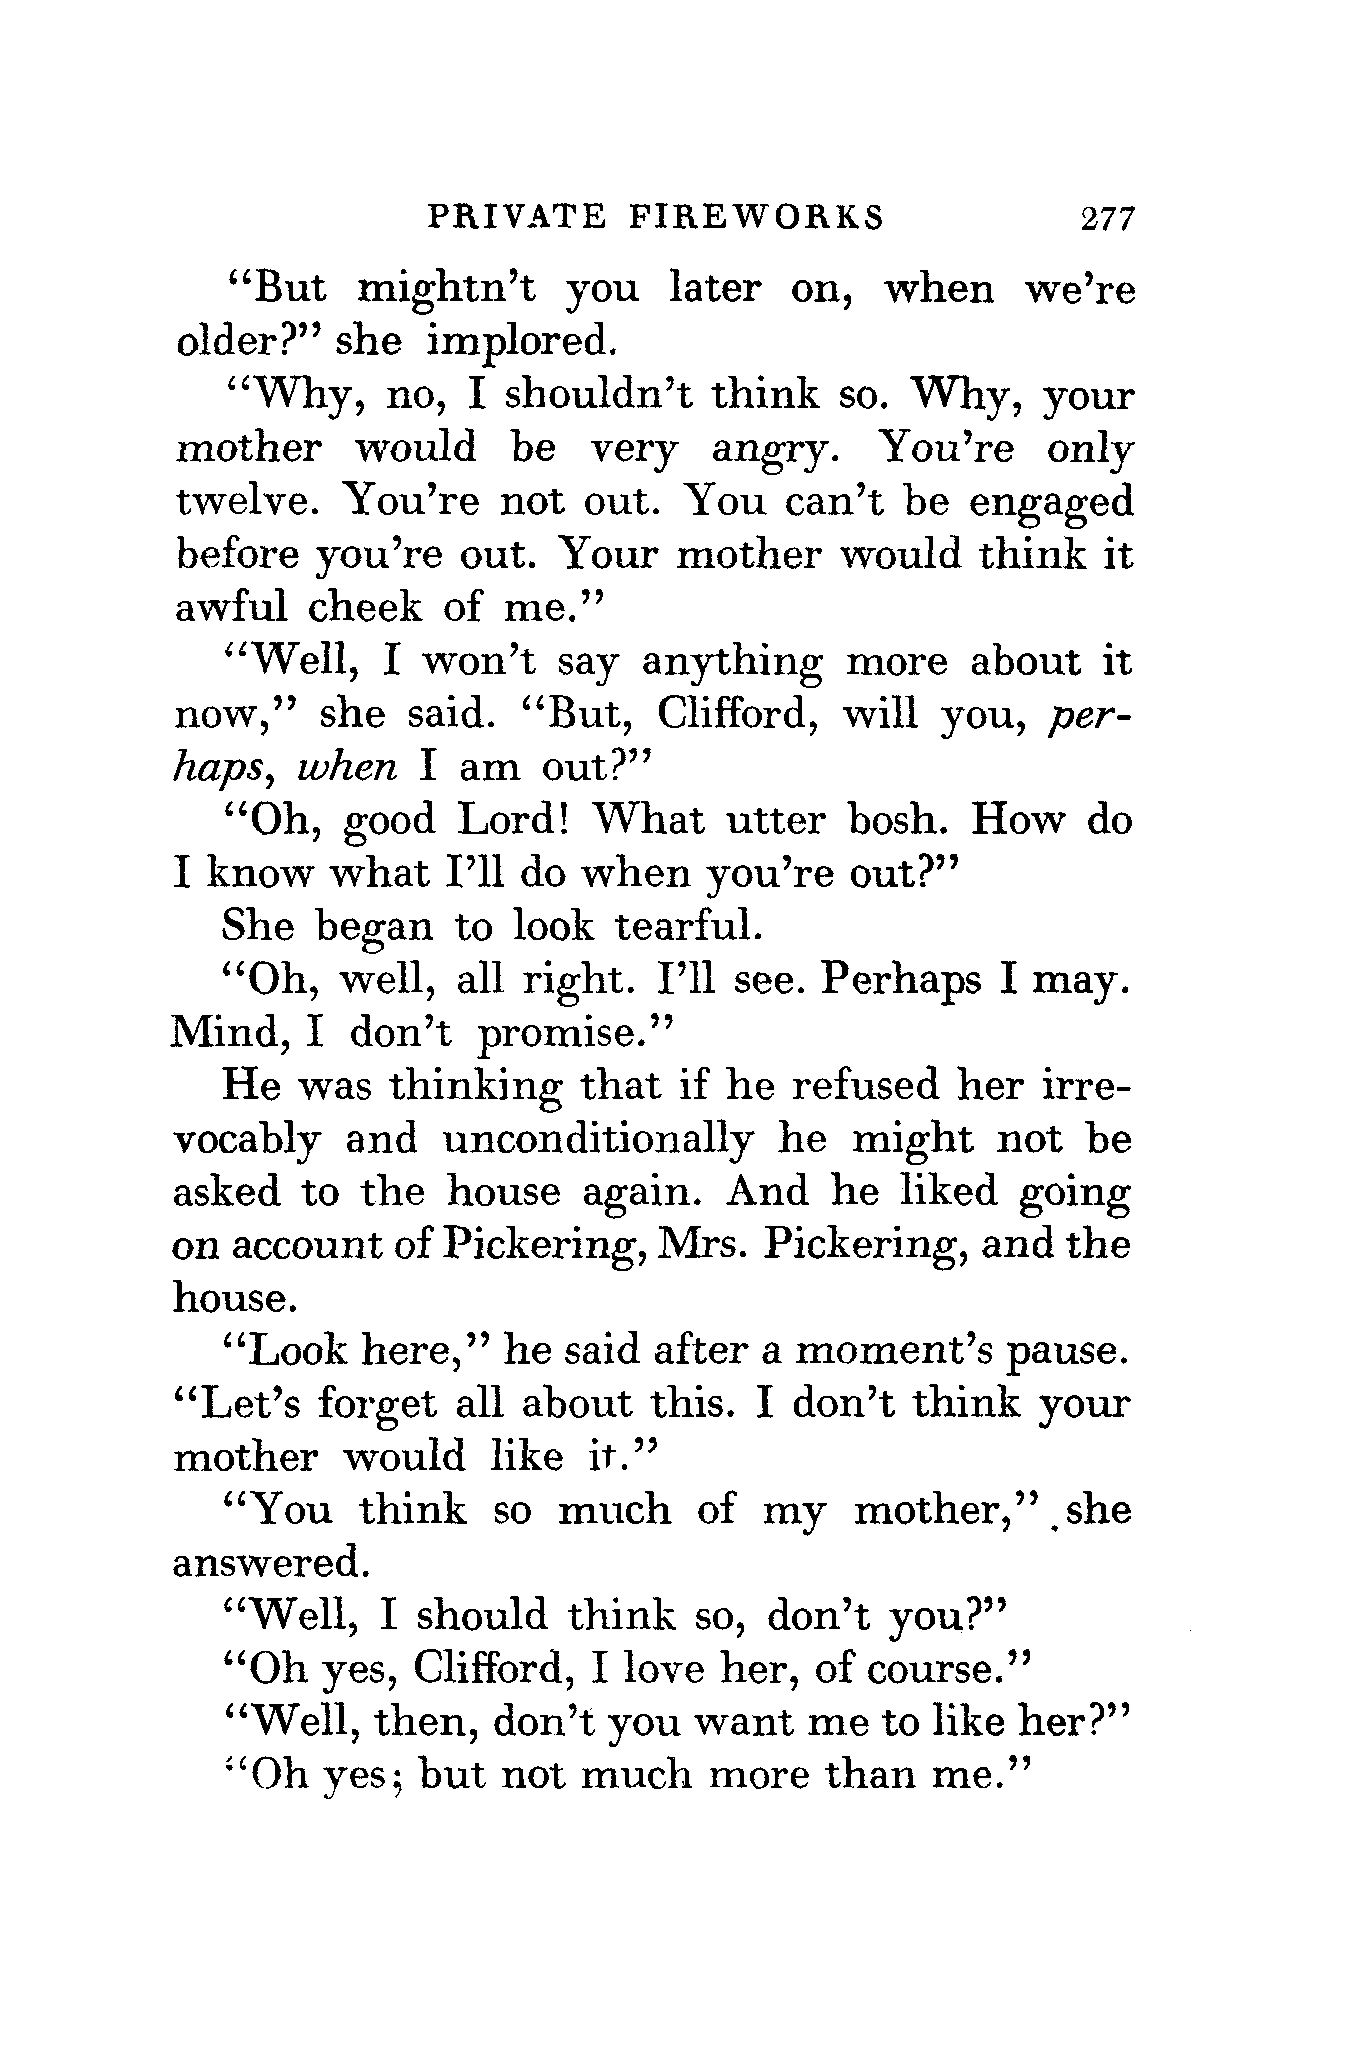 PRIVATE FIREWORKS 277
“But mightn’t you later on, when we’re
older?” she implored.
“Why, no, I shouldn’t think so. Why, your
mother would be very angry. You’re only
twelve. You’re not out. You can’t be engaged
before you’re out. Your mother would think it
awful cheek of me.”
“Well, I won’t say anything more about it
now,” she said. “But, Clifford, will you, per-
haps, when I am out?”
“Oh, good Lord! What utter bosh. How do
I know what I’ll do when you’re out?”
She began to look tearful.
“Oh, well, all right. I’ll see. Perhaps I may.
Mind, I don’t promise.”
He was thinking that if he refused her irre-
vocably and unconditionally he might not be
asked to the house again. And he liked going
on account of Pickering, Mrs. Pickering, and the
house.
“Look here,” he said after a moment’s pause.
“Let’s forget all about this. I don’t think your
mother would like it.”
“You think so much of my mother,” she
answered.
“Well, I should think so, don’t you?”
“Oh yes, Clifford, I love her, of course.”
“Well, then, don’t you want me to like her?”
“Oh yes; but not much more than me.”